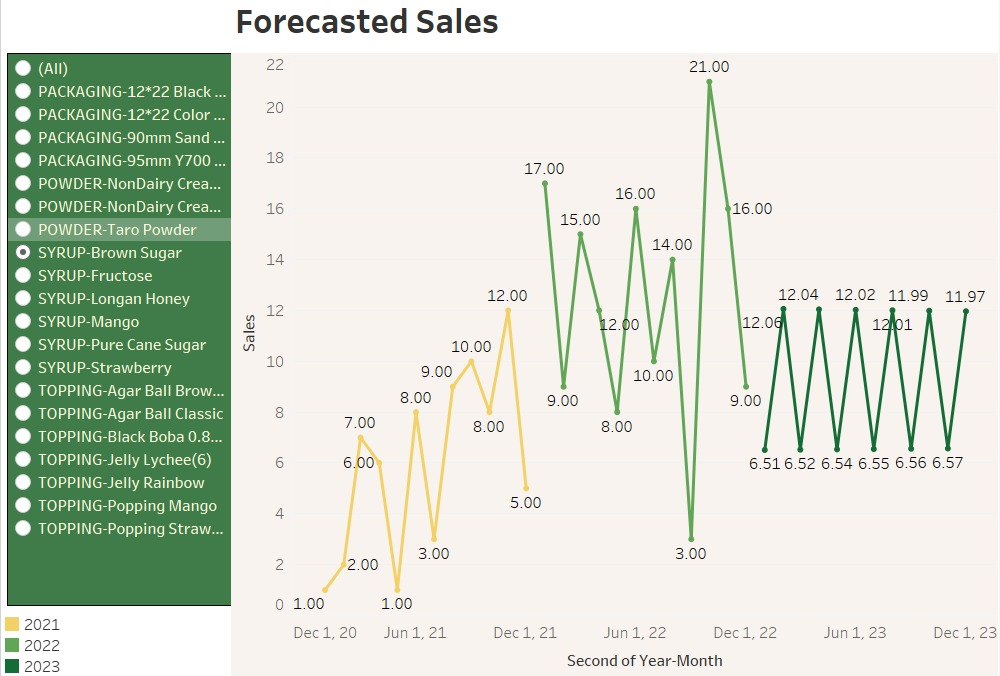 Forecasted Sales
(All)
PACKAGING-12*22 Black ...
PACKAGING-12*22 Color ...
PACKAGING-90mm Sand ...
PACKAGING-95mm Y700 ...
POWDER-NonDairy Crea...
POWDER-NonDairy Crea...
POWDER-Taro Powder
SYRUP-Brown Sugar
SYRUP-Fructose
SYRUP-Longan Honey
SYRUP-Mango
SYRUP-Pure Cane Sugar
SYRUP-Strawberry
TOPPING-Agar Ball Brow...
TOPPING-Agar Ball Classic
TOPPING-Black Boba 0.8...
TOPPING-Jelly Lychee(6)
TOPPING-Jelly Rainbow
TOPPING-Popping Mango
TOPPING-Popping Straw...
2021
2022
2023
Sales
22
20
18
16
14
12
10
8
6
4
2
0
1.00
2.00
7.00
6.00
1.00
8.00
3.00
9.00
10.00
8.00
12.00
5.00
17.00
9.00
15.00
12.00
8.00
16.00
10.00
14.00
3.00
21.00
16.00
9.00
6.51
12.06
6.52
12.04
6.54
12.02
6.55
12.01
6.56
11.99
6.57
11.97
Dec 1, 20
Jun 1, 21
Dec 1, 21
Jun 1, 22
Dec 1, 22
Jun 1, 23
Dec 1, 23
Second of Year-Month